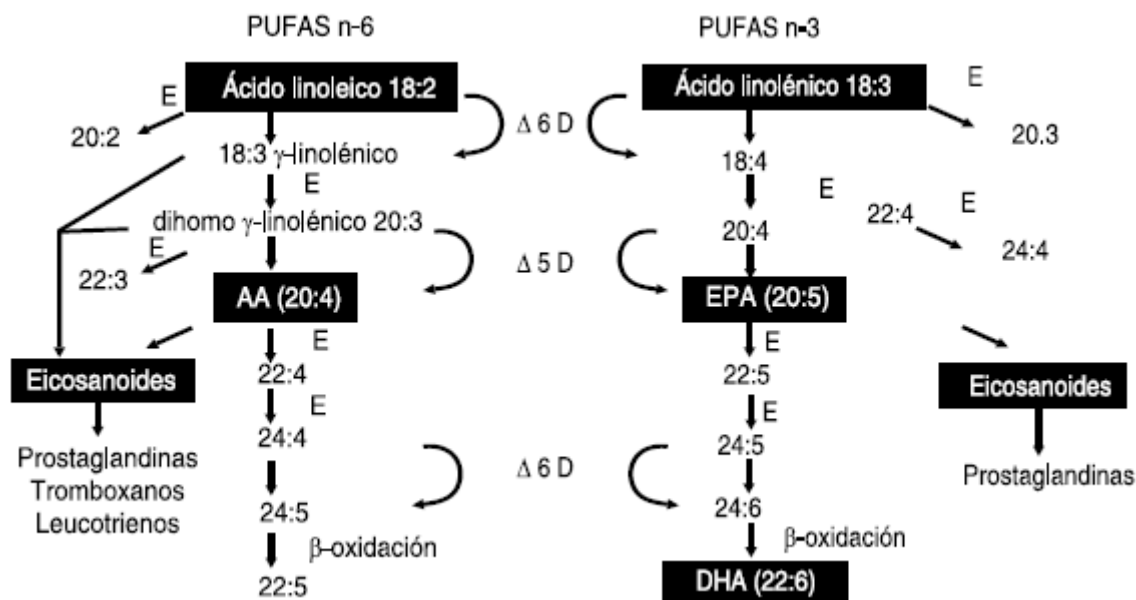 PUFAS n-6
PUFAS n-3
Ácido linoleico 18:2
Ácido linolénico 18:3
E
E
Δ 6 D
20:2
20.3
18:3 γ-linolénico
18:4
E
E
22:4
E
dihomo γ-linolénico 20:3
20:4
24:4
E
22:3
Δ 5 D
AA (20:4)
EPA (20:5)
E
E
Eicosanoides
22:4
22:5
Eicosanoides
E
E
24:4
24:5
Prostaglandinas
Tromboxanos
Leucotrienos
Δ 6 D
Prostaglandinas
24:5
24:6
β-oxidación
β-oxidación
22:5
DHA (22:6)